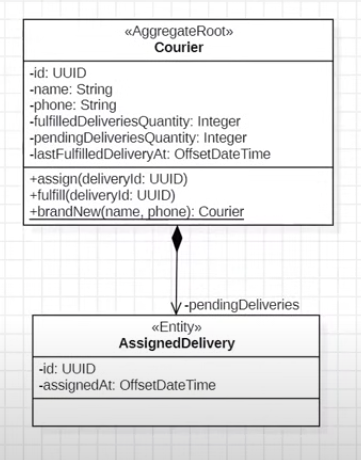 «AggregateRoot»
Courier
-id: UUID
-name: String
-phone: String
-fulfilledDeliveriesQuantity: Integer
-pendingDeliveriesQuantity: Integer
-lastFulfilledDeliveryAt: OffsetDateTime
+assign(deliveryId: UUID)
+fulfill(deliveryId: UUID)
+brandNew(name, phone): Courier
-pendingDeliveries
«Entity»
AssignedDelivery
-id: UUID
-assignedAt: OffsetDateTime